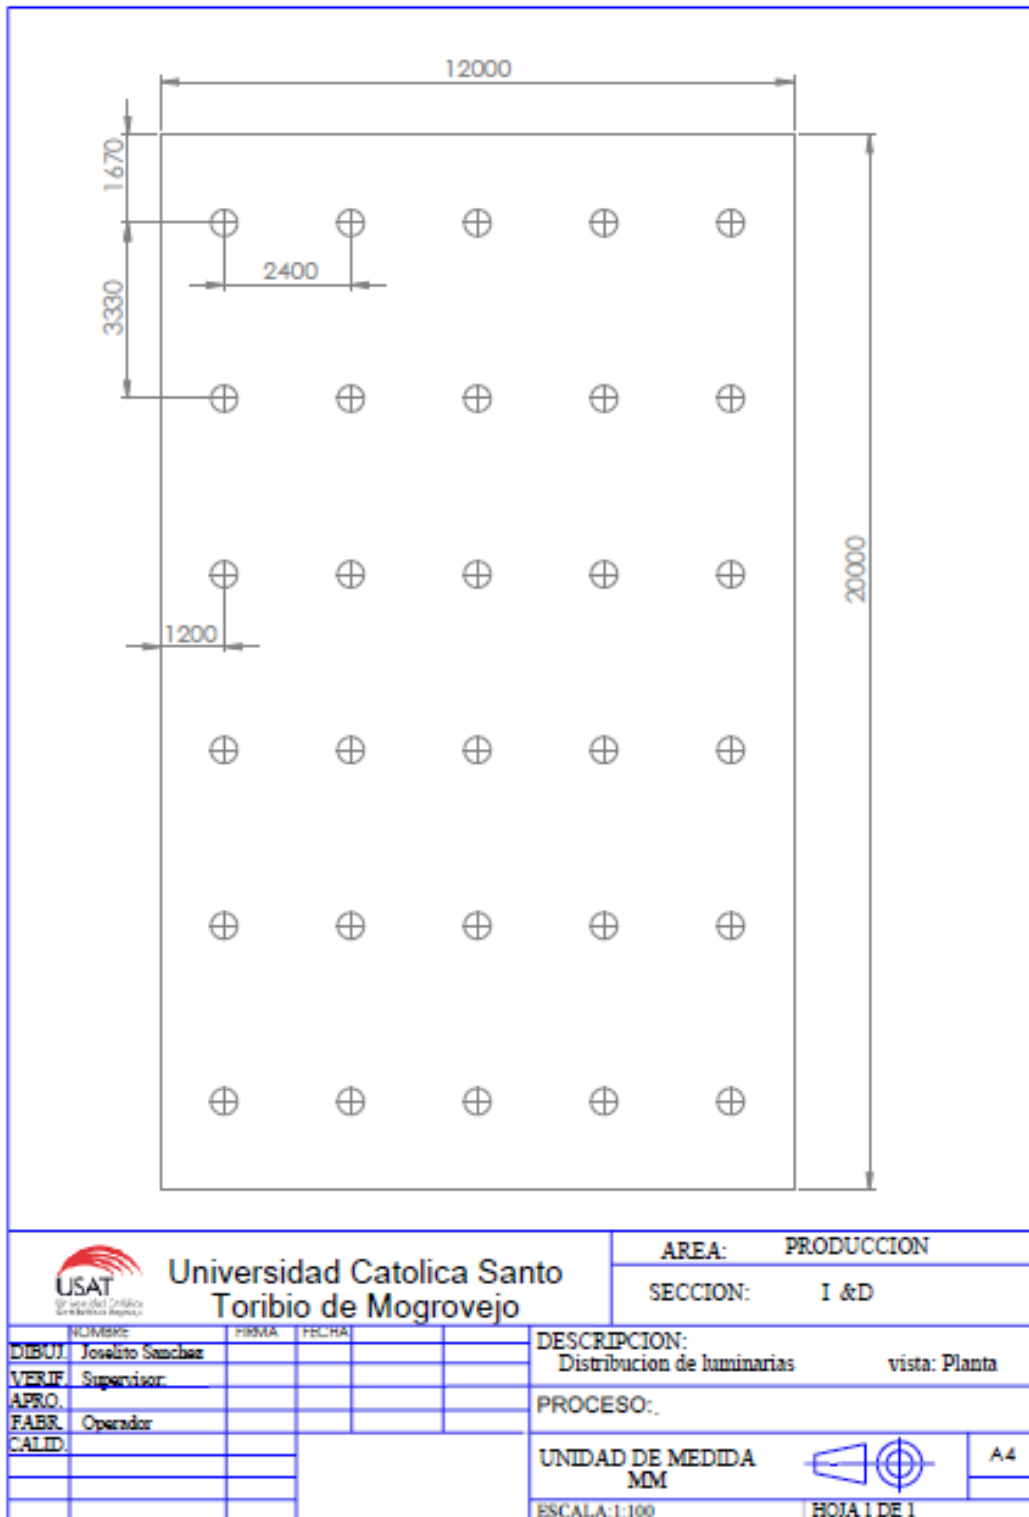 12000
1670
2400
3330
20000
1200
USAT
Universidad Catolica Santo
Toribio de Mogrovejo
AREA: PRODUCCION
SECCION: I &D
NOMBRE FIRMA FECHA
DIBUJ. Joselito Sanchez
VERIF. Supervisor:
APRO.
FABR. Operador
CALID.
DESCRIPCION:
Distribucion de luminarias vista: Planta
PROCESO:.
UNIDAD DE MEDIDA
MM
A4
ESCALA:1:100 HOJA 1 DE 1